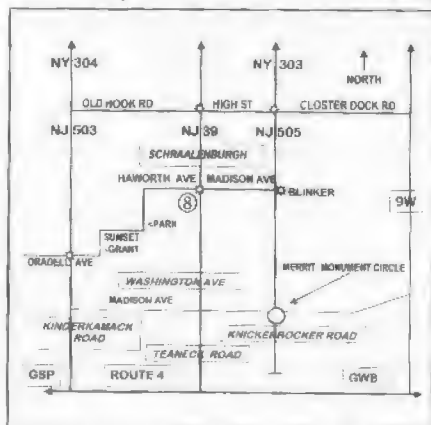 NY 304 NY 303
NORTH
OLD HOOK RD HIGH ST CLOSTER DOCK RD
NJ 503 NJ 39 NJ 505
SCHRAALENBURGH
HAWORTH AVE MADISON AVE
8 BLINKER
9W
<PARK
SUNSET
<GRANT
ORADELL AVE
MERRIT MONUMENT CIRCLE
WASHINGTON AVE
MADISON AVE
KINDERKAMACK
ROAD
KNICKERBOCKER ROAD
TEANECK ROAD
GSP ROUTE 4 GWB